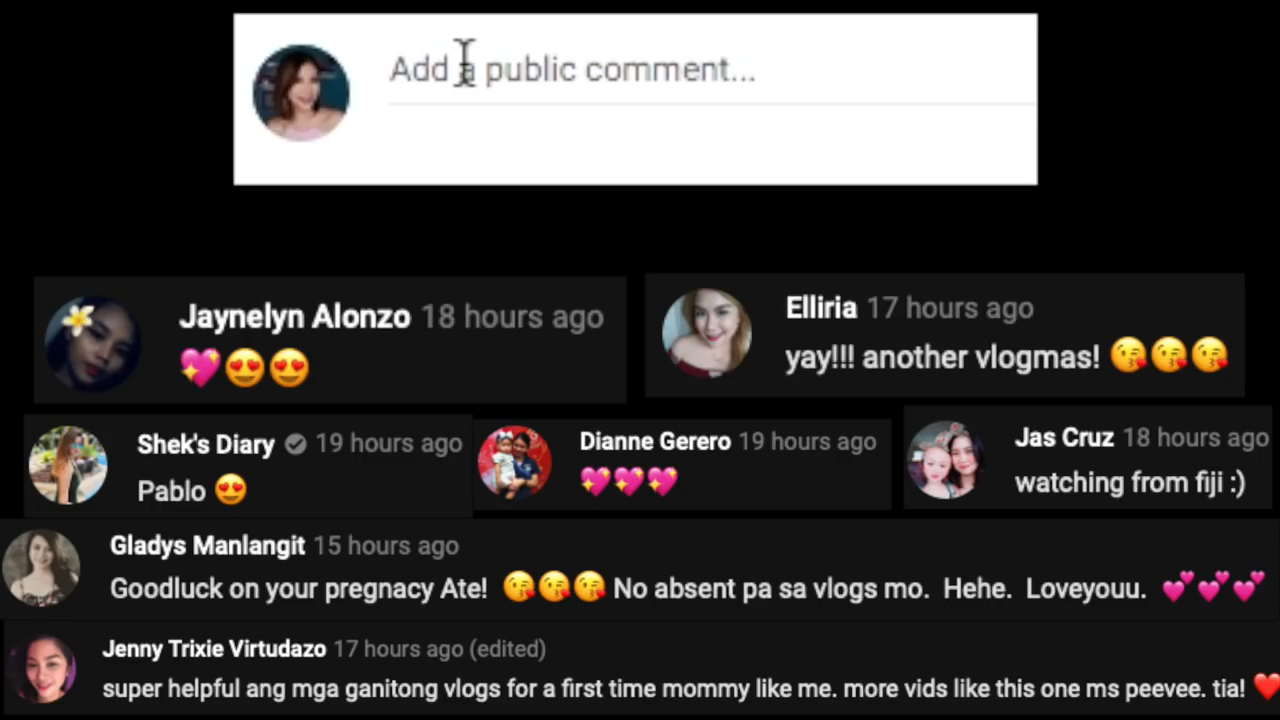 Add a public comment...
Jaynelyn Alonzo 18 hours ago
💖😍😍
Elliria 17 hours ago
yay!!! another vlogmas! 😘😘😘
Shek's Diary 19 hours ago
Pablo 😍
Dianne Gerero 19 hours ago
💖💖💖
Jas Cruz 18 hours ago
watching from fiji :)
Gladys Manlangit 15 hours ago
Goodluck on your pregnacy Ate! 😘😘😘 No absent pa sa vlogs mo. Hehe. Loveyouu. 💕💕💕
Jenny Trixie Virtudazo 17 hours ago (edited)
super helpful ang mga ganitong vlogs for a first time mommy like me. more vids like this one ms peevee. tia! ❤️